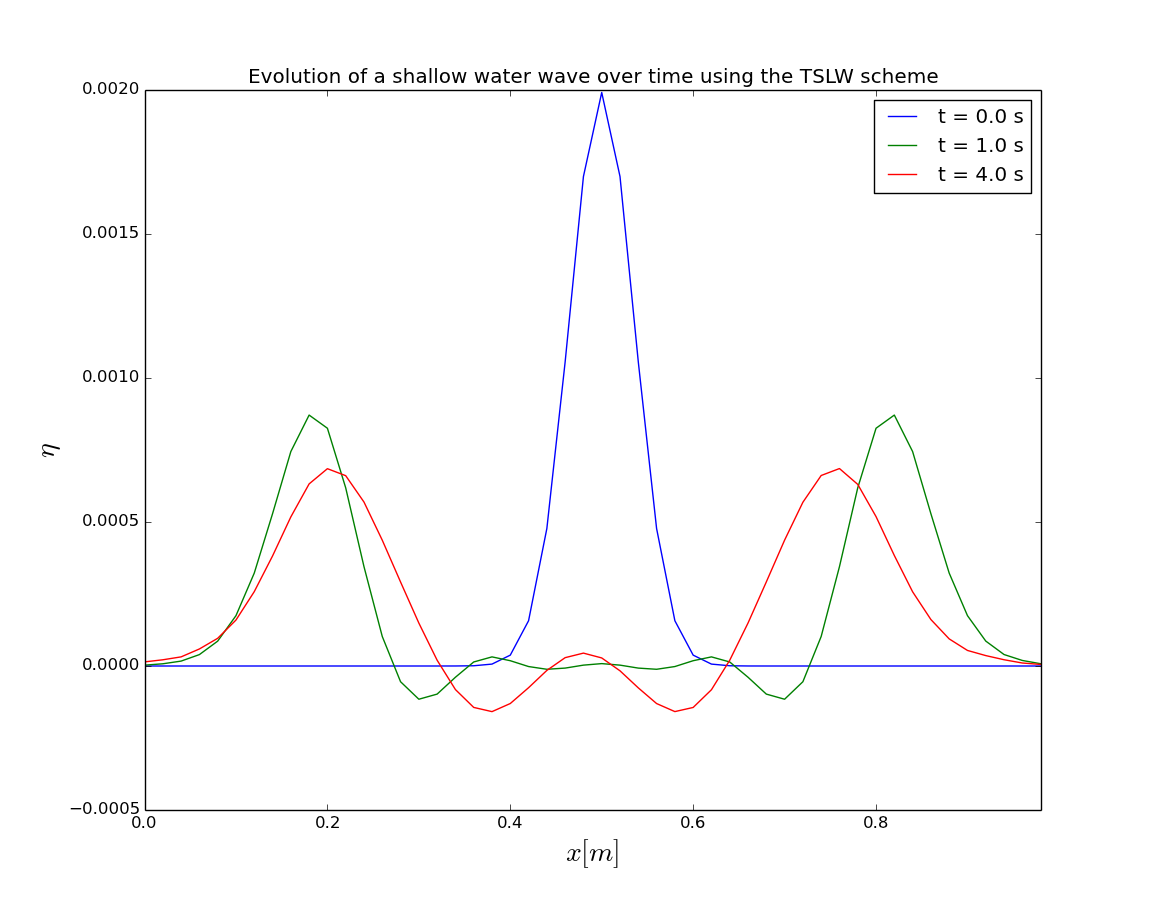 Evolution of a shallow water wave over time using the TSLW scheme
0.0020
0.0015
0.0010
0.0005
0.0000
−0.0005
η
t = 0.0 s
t = 1.0 s
t = 4.0 s
0.0 0.2 0.4 0.6 0.8
x[m]